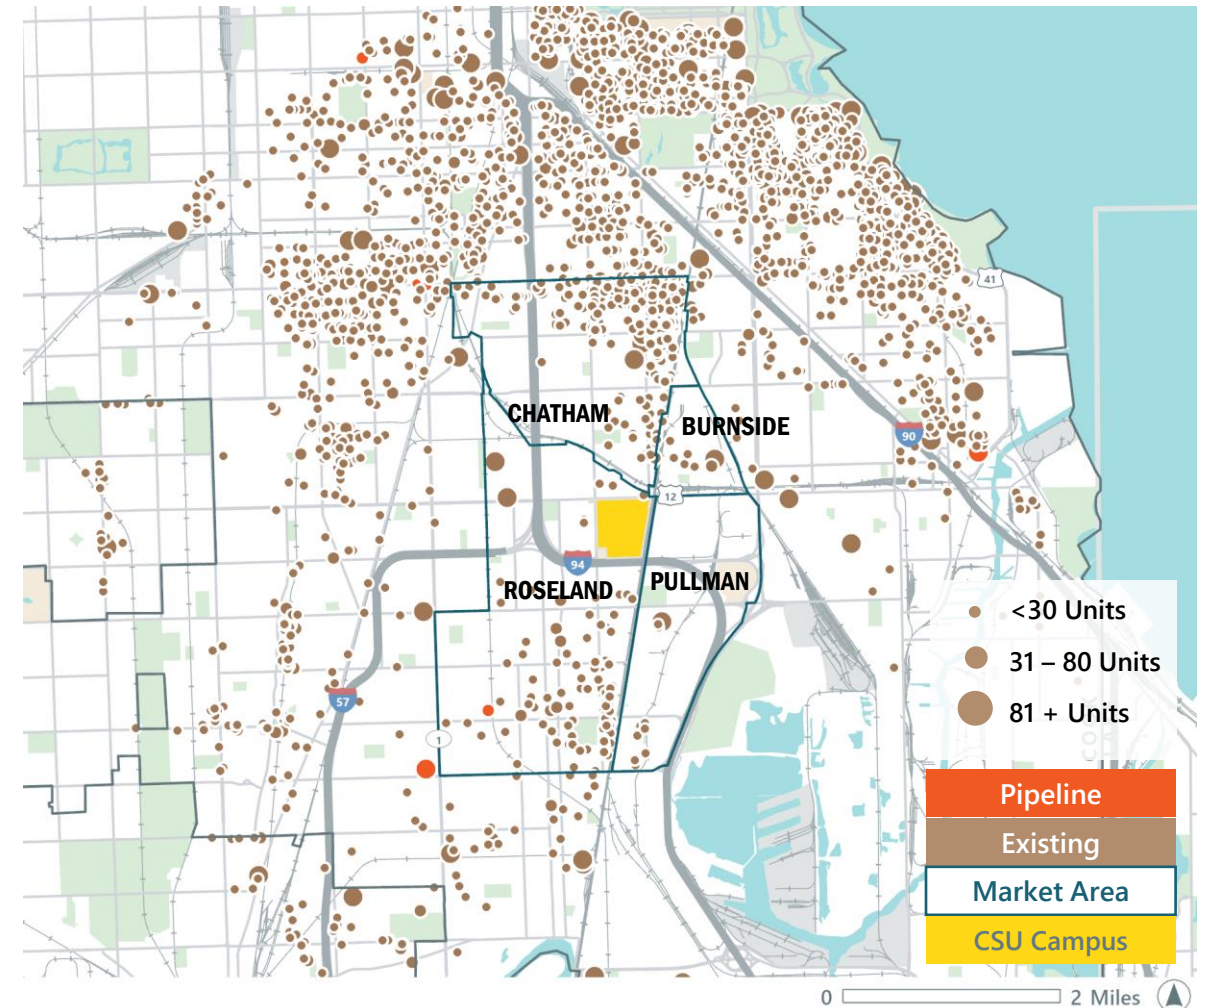 41
CHATHAM
BURNSIDE
90
12
94
ROSELAND
PULLMAN
<30 Units
31 – 80 Units
81 + Units
57
1
Pipeline
Existing
Market Area
CSU Campus
0
2 Miles